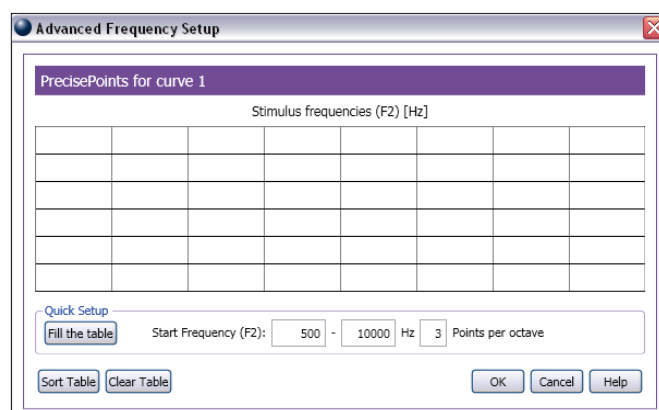 Advanced Frequency Setup
PrecisePoints for curve 1
Stimulus frequencies (F2) [Hz]
Quick Setup
Fill the table Start Frequency (F2): 500 - 10000 Hz 3 Points per octave
Sort Table Clear Table OK Cancel Help